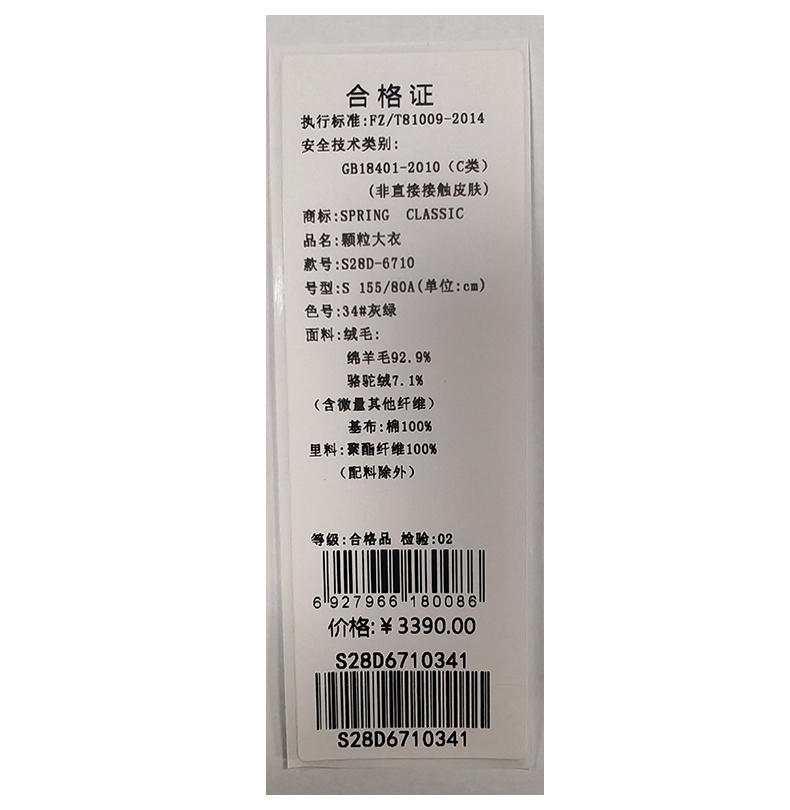 合格证
执行标准:FZ/T81009-2014
安全技术类别:
GB18401-2010（C类）
(非直接接触皮肤)
商标:SPRING CLASSIC
品名:颗粒大衣
款号:S28D-6710
号型:S 155/80A(单位:cm)
色号:34#灰绿
面料:绒毛:
绵羊毛92.9%
骆驼绒7.1%
（含微量其他纤维）
基布:棉100%
里料:聚酯纤维100%
（配料除外）
等级:合格品 检验:02
6 927966 180086
价格:￥3390.00
S28D6710341
S28D6710341